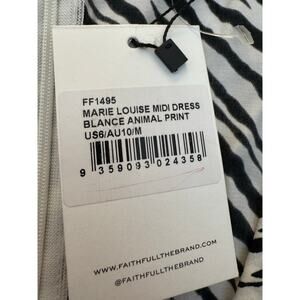 FF1495
MARIE LOUISE MIDI DRESS
BLANCE ANIMAL PRINT
US6/AU10/M
9 359093 024358
WWW.FAITHFULLTHEBRAND.COM
@FAITHFULLTHEBRAND